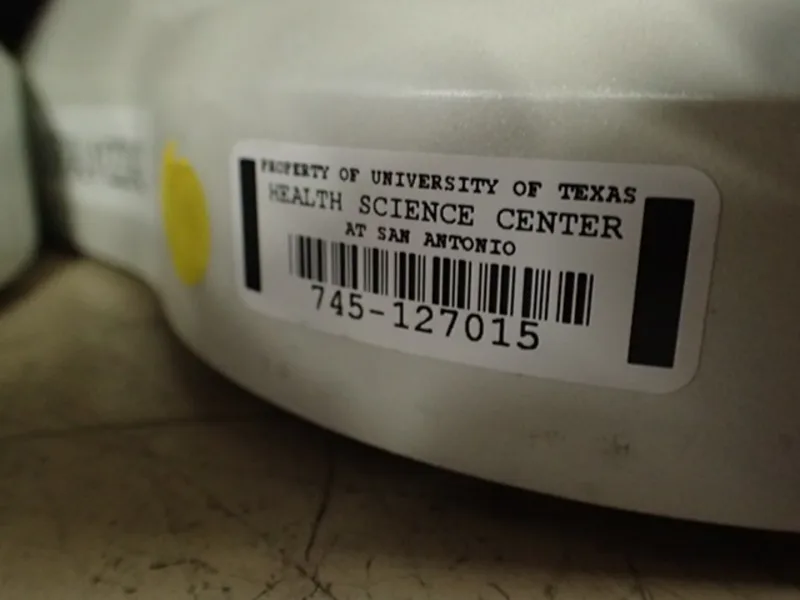 PROPERTY OF UNIVERSITY OF TEXAS
HEALTH SCIENCE CENTER
AT SAN ANTONIO
745-127015